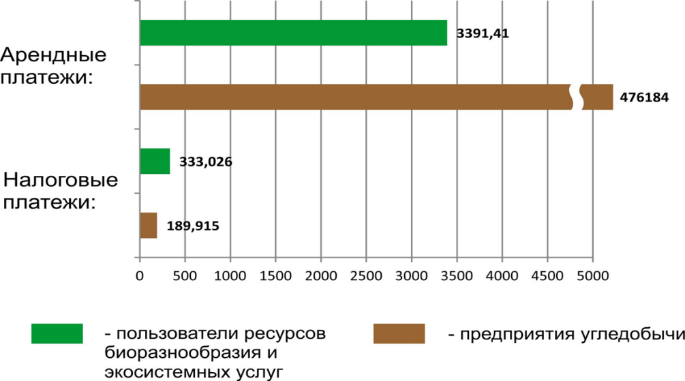 Арендные
платежи:
3391,41
476184
Налоговые
платежи:
333,026
189,915
0 500 1000 1500 2000 2500 3000 3500 4000 4500 5000
- пользователи ресурсов
биоразнообразия и
экосистемных услуг
- предприятия угледобычи